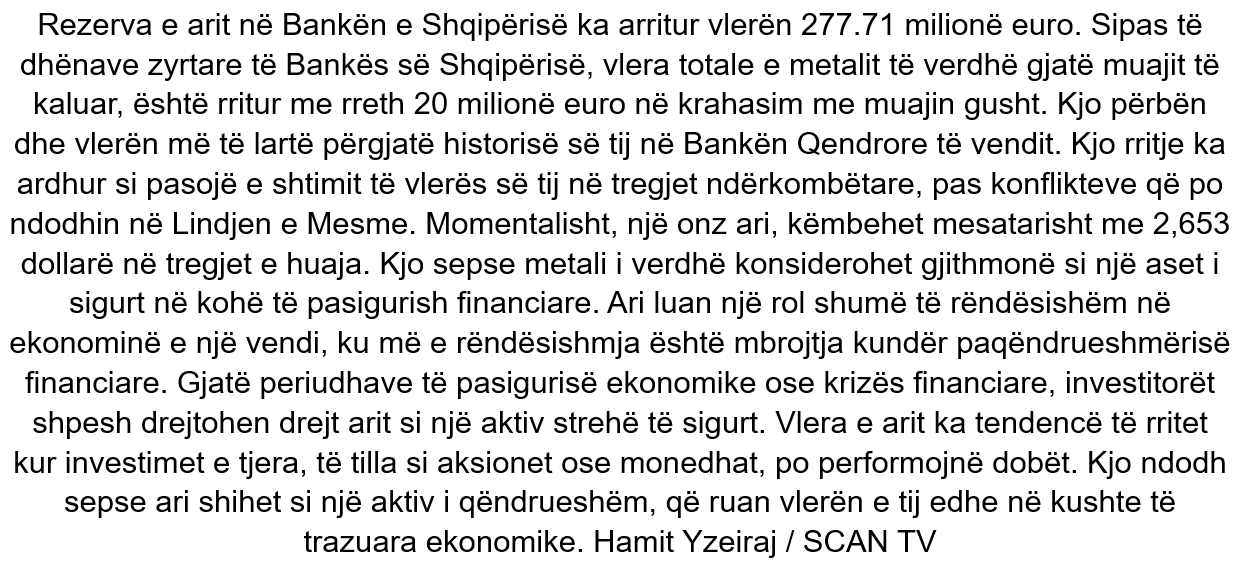 Rezerva e arit në Bankën e Shqipërisë ka arritur vlerën 277.71 milionë euro. Sipas të
dhënave zyrtare të Bankës së Shqipërisë, vlera totale e metalit të verdhë gjatë muajit të
kaluar, është rritur me rreth 20 milionë euro në krahasim me muajin gusht. Kjo përbën
dhe vlerën më të lartë përgjatë historisë së tij në Bankën Qendrore të vendit. Kjo rritje ka
ardhur si pasojë e shtimit të vlerës së tij në tregjet ndërkombëtare, pas konflikteve që po
ndodhin në Lindjen e Mesme. Momentalisht, një onz ari, këmbehet mesatarisht me 2,653
dollarë në tregjet e huaja. Kjo sepse metali i verdhë konsiderohet gjithmonë si një aset i
sigurt në kohë të pasigurish financiare. Ari luan një rol shumë të rëndësishëm në
ekonominë e një vendi, ku më e rëndësishmja është mbrojtja kundër paqëndrueshmërisë
financiare. Gjatë periudhave të pasigurisë ekonomike ose krizës financiare, investitorët
shpesh drejtohen drejt arit si një aktiv strehë të sigurt. Vlera e arit ka tendencë të rritet
kur investimet e tjera, të tilla si aksionet ose monedhat, po performojnë dobët. Kjo ndodh
sepse ari shihet si një aktiv i qëndrueshëm, që ruan vlerën e tij edhe në kushte të
trazuara ekonomike. Hamit Yzeiraj / SCAN TV